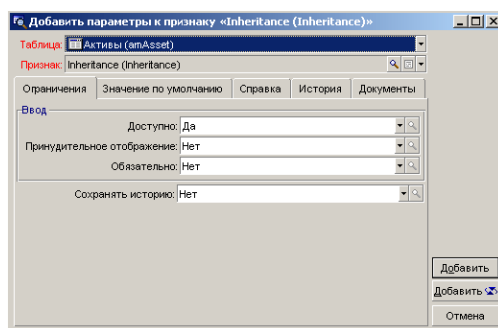 Добавить параметры к признаку «Inheritance (Inheritance)»
Таблица: Активы (amAsset)
Признак: Inheritance (Inheritance)
Ограничения Значение по умолчанию Справка История Документы
Ввод
Доступно: Да
Принудительное отображение: Нет
Обязательно: Нет
Сохранять историю: Нет
Добавить
Добавить
Отмена